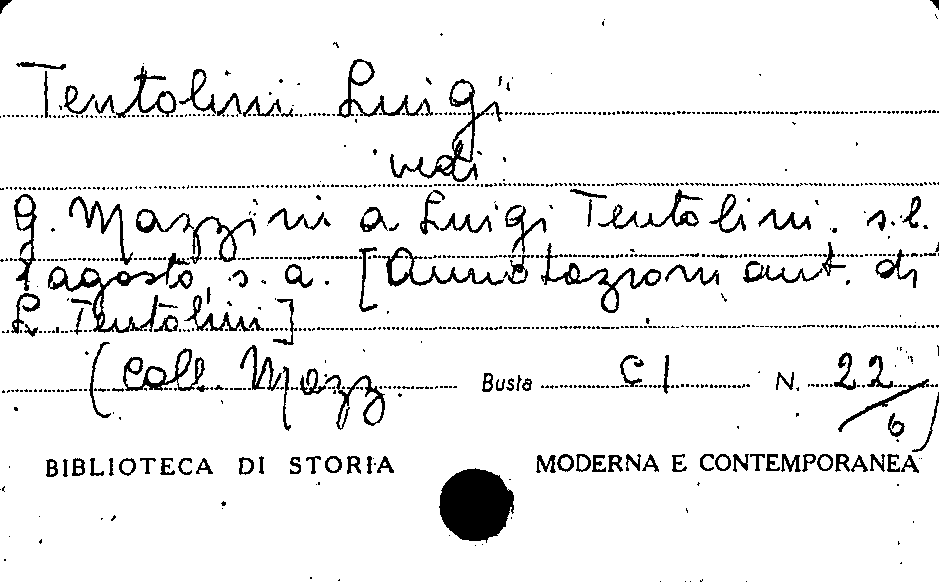 Tentolini Luigi
vedi
G. Mazzini a Luigi Tentolini. s.l.
1 agosto, s. a. [Annotazioni aut. di
L. Tentolini]
(Coll. Mazz. Busta C I N. 22/6)
BIBLIOTECA DI STORIA MODERNA E CONTEMPORANEA